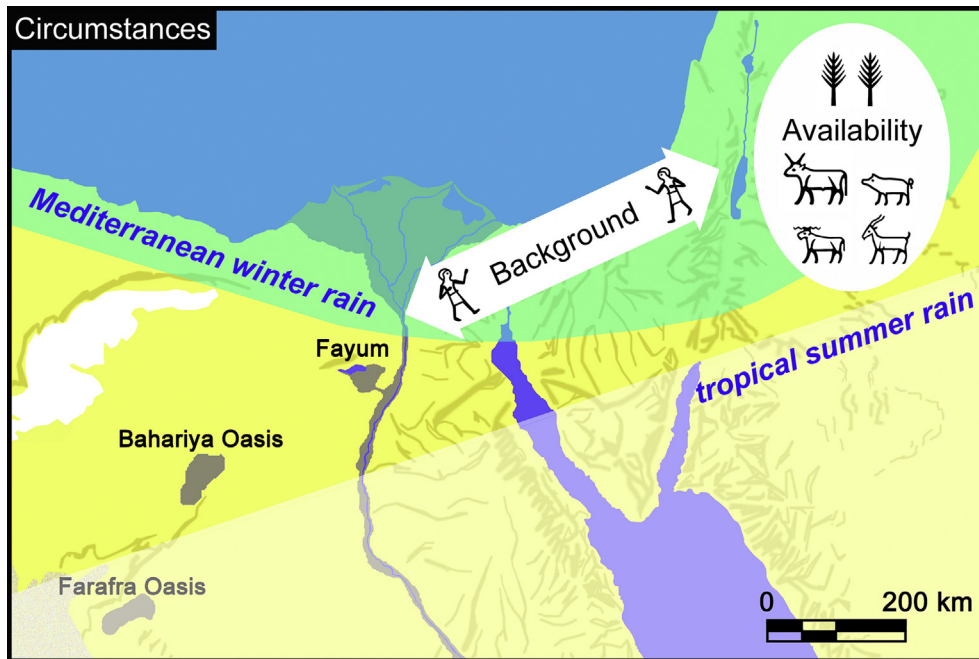 Circumstances
Availability
Mediterranean winter rain
Background
Fayum
tropical summer rain
Bahariya Oasis
Farafra Oasis
0 200 km